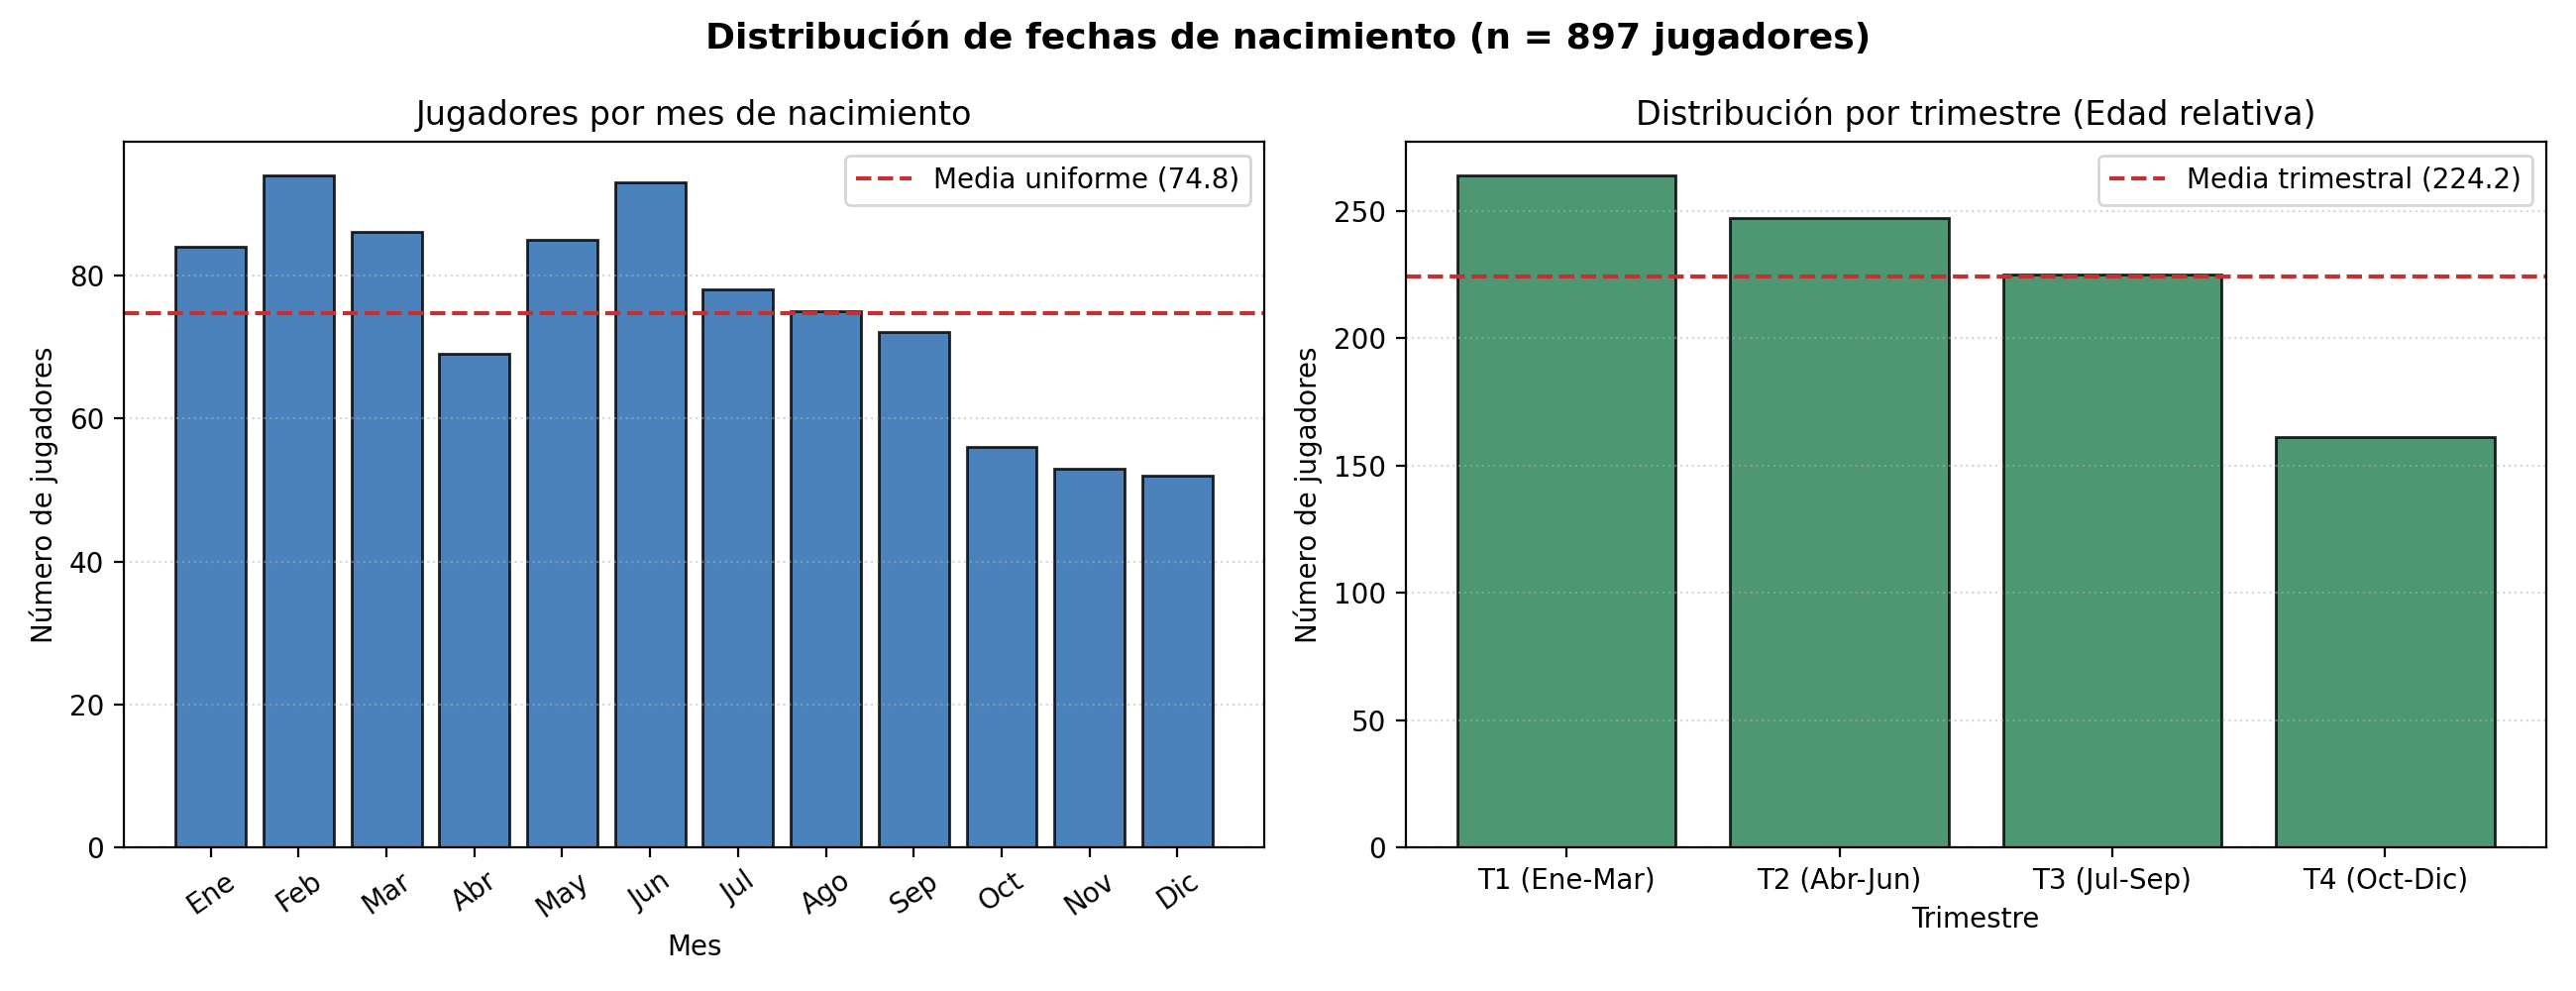 Distribución de fechas de nacimiento (n = 897 jugadores)
Jugadores por mes de nacimiento
Media uniforme (74.8)
Número de jugadores
80
60
40
20
0
Ene
Feb
Mar
Abr
May
Jun
Jul
Ago
Sep
Oct
Nov
Dic
Mes
Distribución por trimestre (Edad relativa)
Media trimestral (224.2)
Número de jugadores
250
200
150
100
50
0
T1 (Ene-Mar)
T2 (Abr-Jun)
T3 (Jul-Sep)
T4 (Oct-Dic)
Trimestre